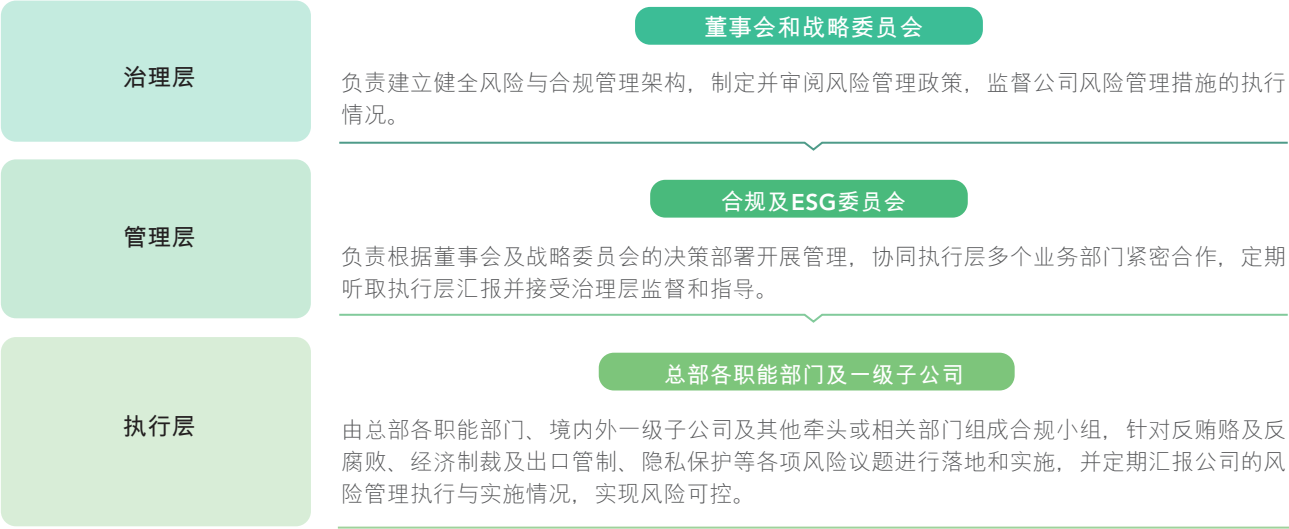 治理层
董事会和战略委员会
负责建立健全风险与合规管理架构，制定并审阅风险管理政策，监督公司风险管理措施的执行
情况。
管理层
合规及ESG委员会
负责根据董事会及战略委员会的决策部署开展管理，协同执行层多个业务部门紧密合作，定期
听取执行层汇报并接受治理层监督和指导。
执行层
总部各职能部门及一级子公司
由总部各职能部门、境内外一级子公司及其他牵头或相关部门组成合规小组，针对反贿赂及反
腐败、经济制裁及出口管制、隐私保护等各项风险议题进行落地和实施，并定期汇报公司的风
险管理执行与实施情况，实现风险可控。